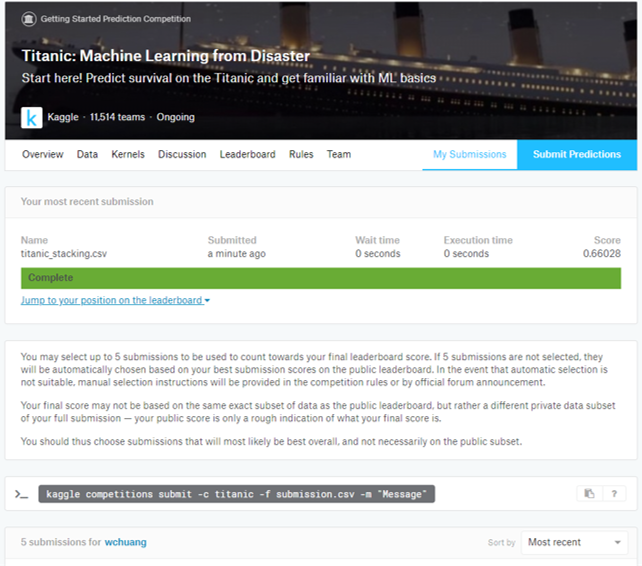 Getting Started Prediction Competition
Titanic: Machine Learning from Disaster
Start here! Predict survival on the Titanic and get familiar with ML basics
k Kaggle · 11,514 teams · Ongoing
Overview Data Kernels Discussion Leaderboard Rules Team My Submissions Submit Predictions
Your most recent submission
Name Submitted Wait time Execution time Score
titanic_stacking.csv a minute ago 0 seconds 0 seconds 0.66028
Complete
Jump to your position on the leaderboard
You may select up to 5 submissions to be used to count towards your final leaderboard score. If 5 submissions are not selected, they
will be automatically chosen based on your best submission scores on the public leaderboard. In the event that automatic selection is
not suitable, manual selection instructions will be provided in the competition rules or by official forum announcement.
Your final score may not be based on the same exact subset of data as the public leaderboard, but rather a different private data subset
of your full submission — your public score is only a rough indication of what your final score is.
You should thus choose submissions that will most likely be best overall, and not necessarily on the public subset.
>_ kaggle competitions submit -c titanic -f submission.csv -m "Message" ?
5 submissions for wchuang Sort by Most recent